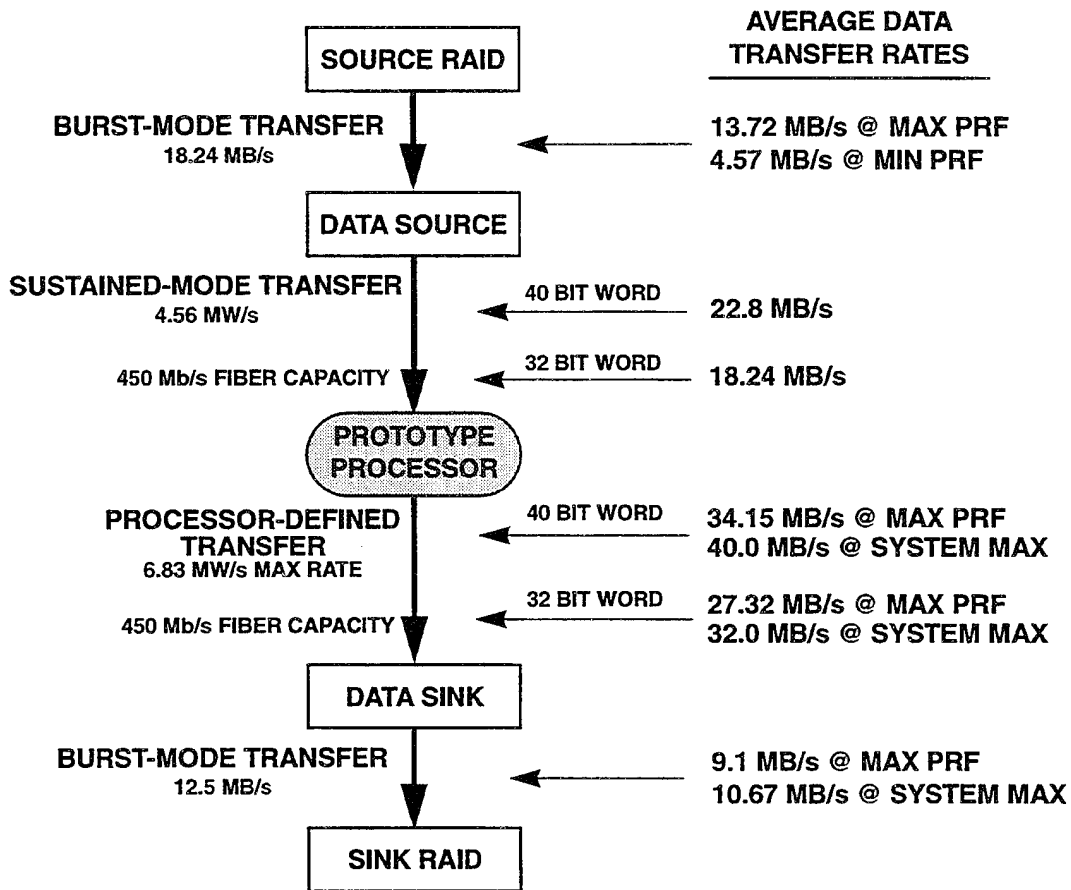 AVERAGE DATA
TRANSFER RATES
SOURCE RAID
BURST-MODE TRANSFER
18.24 MB/s
13.72 MB/s @ MAX PRF
4.57 MB/s @ MIN PRF
DATA SOURCE
SUSTAINED-MODE TRANSFER
4.56 MW/s
40 BIT WORD
22.8 MB/s
450 Mb/s FIBER CAPACITY
32 BIT WORD
18.24 MB/s
PROTOTYPE
PROCESSOR
PROCESSOR-DEFINED
TRANSFER
6.83 MW/s MAX RATE
40 BIT WORD
34.15 MB/s @ MAX PRF
40.0 MB/s @ SYSTEM MAX
450 Mb/s FIBER CAPACITY
32 BIT WORD
27.32 MB/s @ MAX PRF
32.0 MB/s @ SYSTEM MAX
DATA SINK
BURST-MODE TRANSFER
12.5 MB/s
9.1 MB/s @ MAX PRF
10.67 MB/s @ SYSTEM MAX
SINK RAID